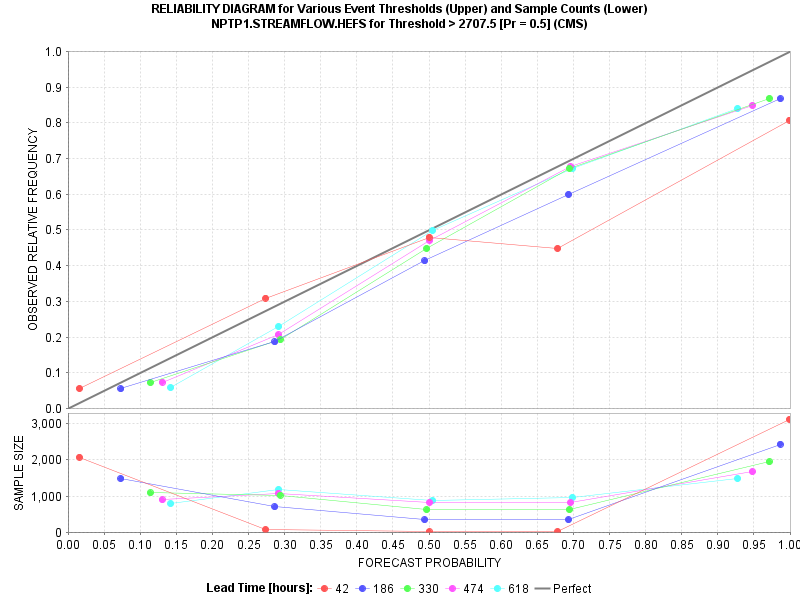 RELIABILITY DIAGRAM for Various Event Thresholds (Upper) and Sample Counts (Lower)
NPTP1.STREAMFLOW.HEFS for Threshold > 2707.5 [Pr = 0.5] (CMS)
OBSERVED RELATIVE FREQUENCY
1.0
0.9
0.8
0.7
0.6
0.5
0.4
0.3
0.2
0.1
0.0
SAMPLE SIZE
3,000
2,000
1,000
0
0.00 0.05 0.10 0.15 0.20 0.25 0.30 0.35 0.40 0.45 0.50 0.55 0.60 0.65 0.70 0.75 0.80 0.85 0.90 0.95 1.00
FORECAST PROBABILITY
Lead Time [hours]: 42 186 330 474 618 Perfect